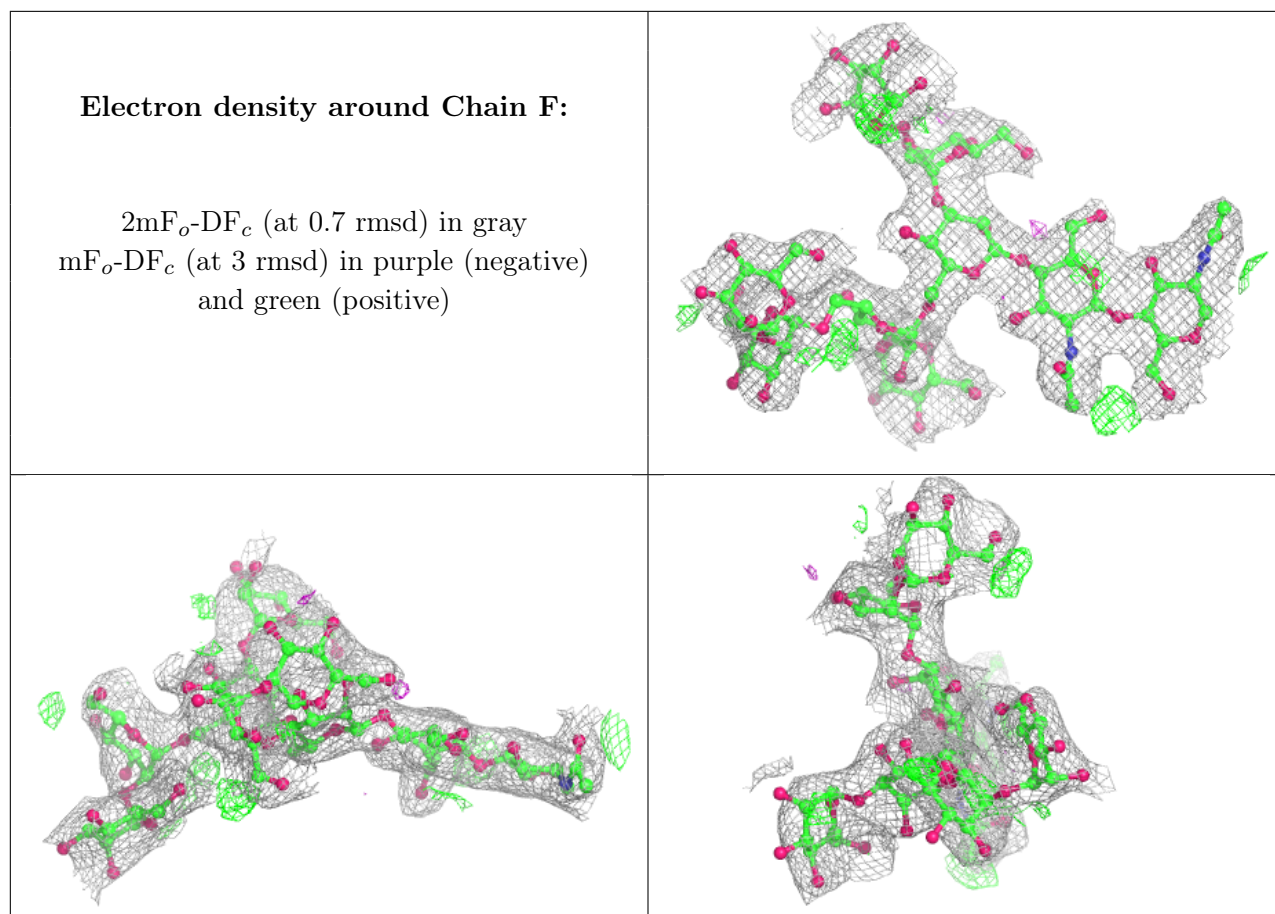 Electron density around Chain F:
2mFo-DFc (at 0.7 rmsd) in gray
mFo-DFc (at 3 rmsd) in purple (negative)
and green (positive)